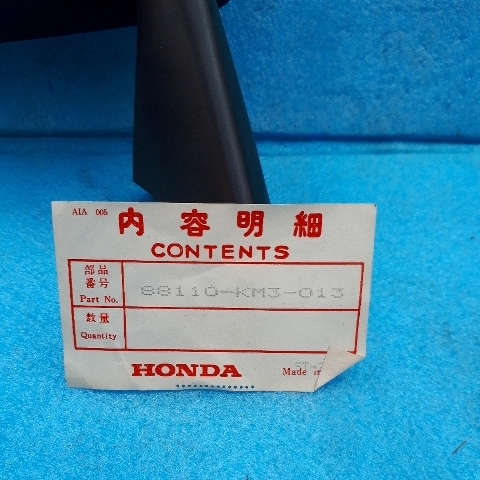 AIA 005
内容明細
CONTENTS
部品
番号
Part No.
88110-KM3-013
数量
Quantity
HONDA
Made in